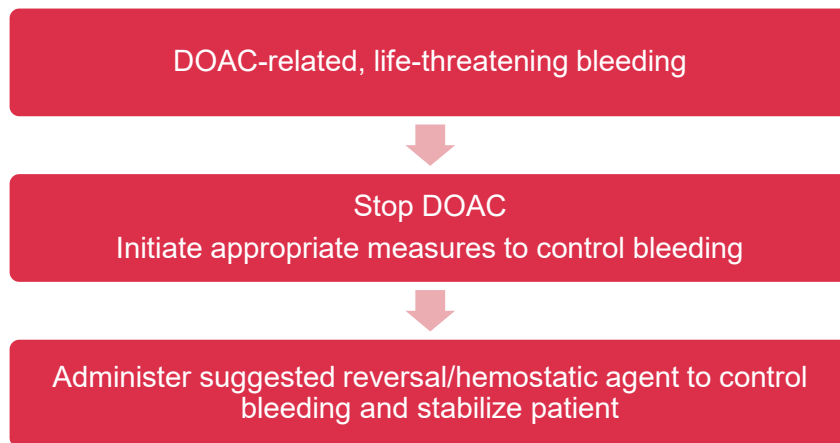 DOAC-related, life-threatening bleeding
Stop DOAC
Initiate appropriate measures to control bleeding
Administer suggested reversal/hemostatic agent to control
bleeding and stabilize patient